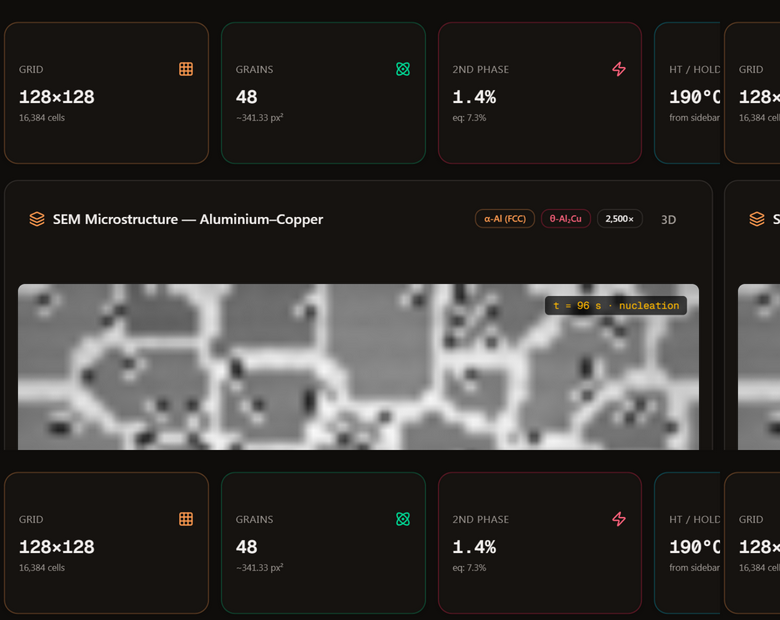 GRID
128×128
16,384 cells
GRAINS
48
~341.33 px²
2ND PHASE
1.4%
eq: 7.3%
HT / HOLD
190°C
from sidebar
GRID
128×
16,384 cell
SEM Microstructure — Aluminium–Copper
α-Al (FCC)
θ-Al₂Cu
2,500×
3D
S
t = 96 s · nucleation
GRID
128×128
16,384 cells
GRAINS
48
~341.33 px²
2ND PHASE
1.4%
eq: 7.3%
HT / HOLD
190°C
from sidebar
GRID
128×
16,384 cell